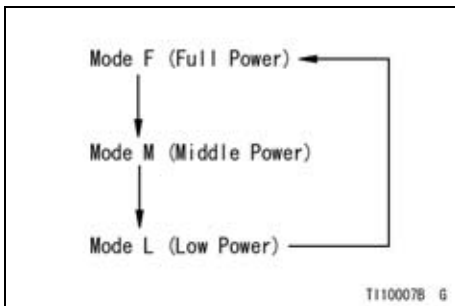 Mode F (Full Power)
Mode M (Middle Power)
Mode L (Low Power)
TI10007B G